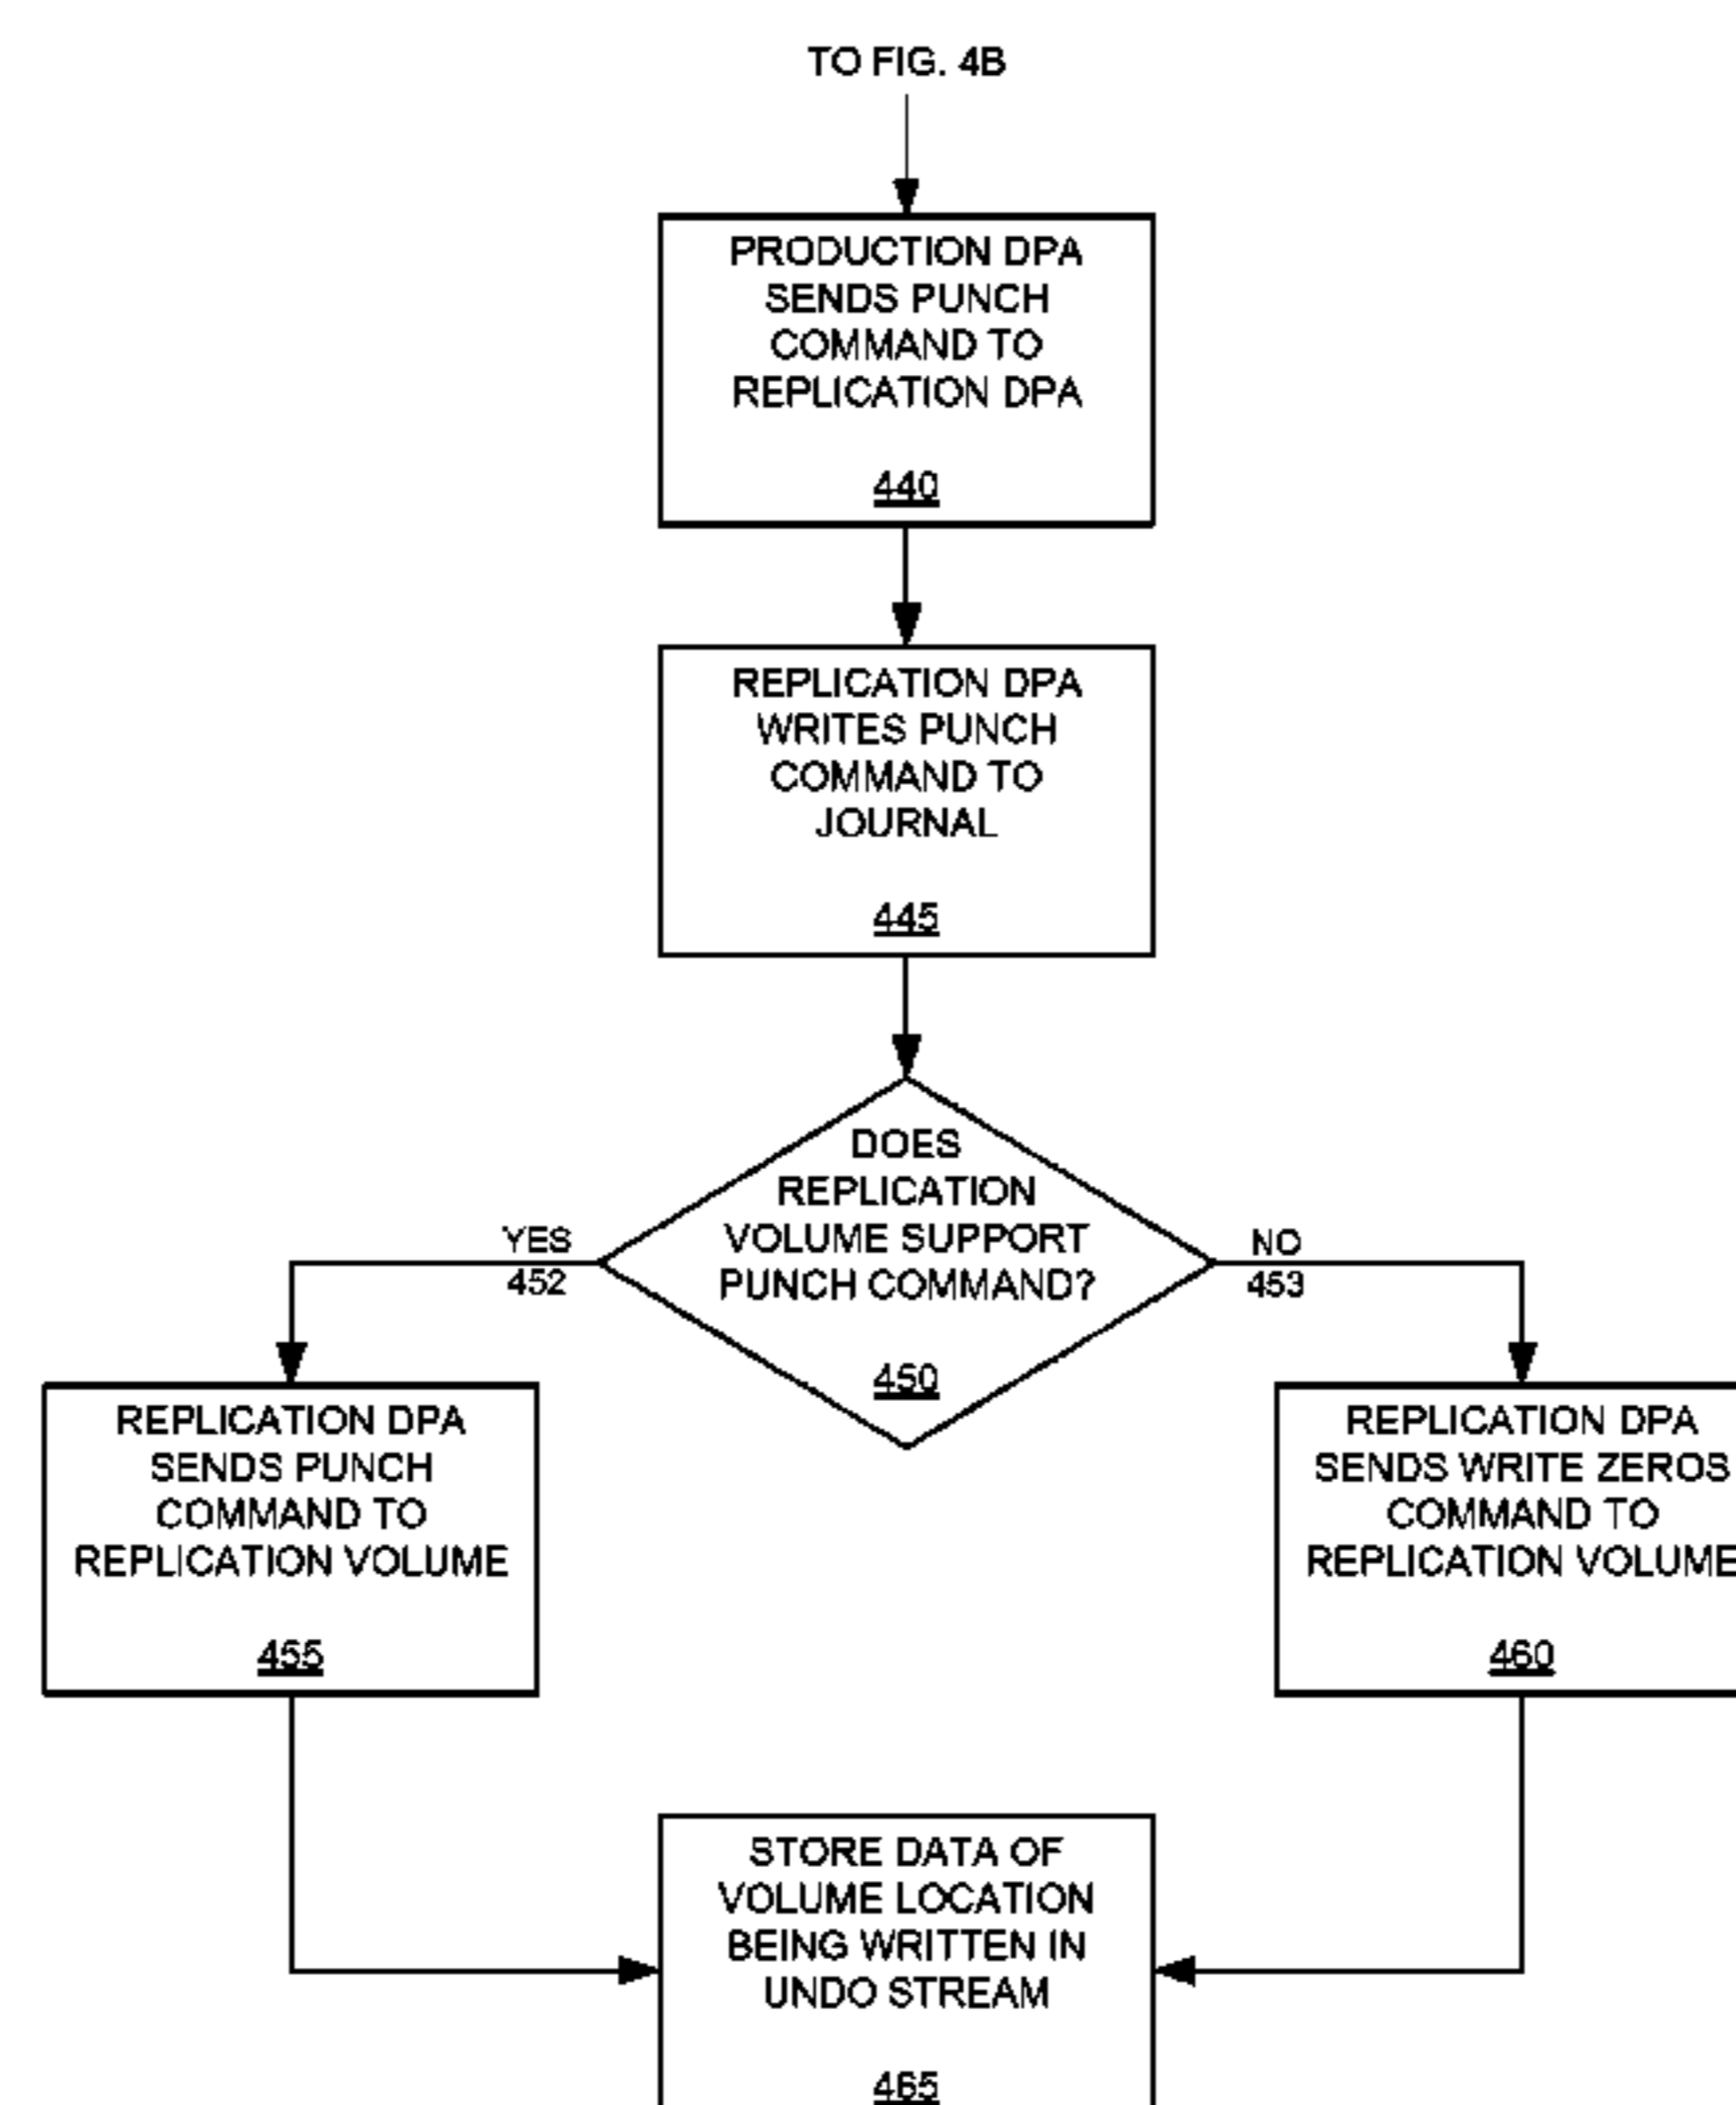 TO FIG. 4B
PRODUCTION DPA
SENDS PUNCH
COMMAND TO
REPLICATION DPA
440
REPLICATION DPA
WRITES PUNCH
COMMAND TO
JOURNAL
445
DOES
REPLICATION
VOLUME SUPPORT
PUNCH COMMAND?
450
YES
452
NO
453
REPLICATION DPA
SENDS PUNCH
COMMAND TO
REPLICATION VOLUME
455
REPLICATION DPA
SENDS WRITE ZEROS
COMMAND TO
REPLICATION VOLUME
460
STORE DATA OF
VOLUME LOCATION
BEING WRITTEN IN
UNDO STREAM
465